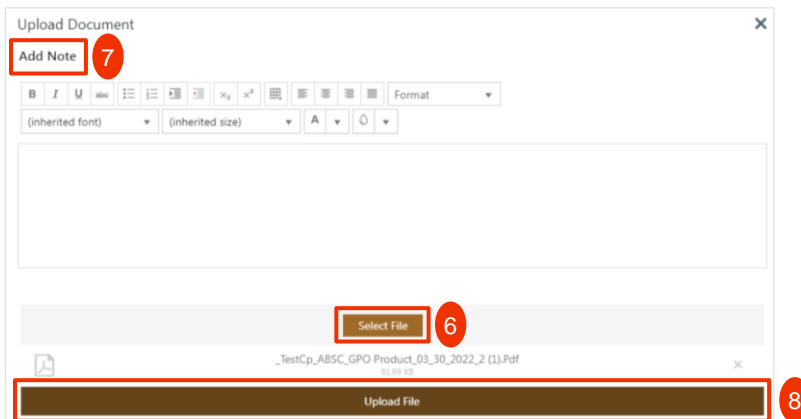 Upload Document
Add Note 7
B I U abc x₂ x² Format
(inherited font) (inherited size) A
Select File 6
_TestCp_ABSC_GPO Product_03_30_2022_2 (1).Pdf
81.69 KB
Upload File 8